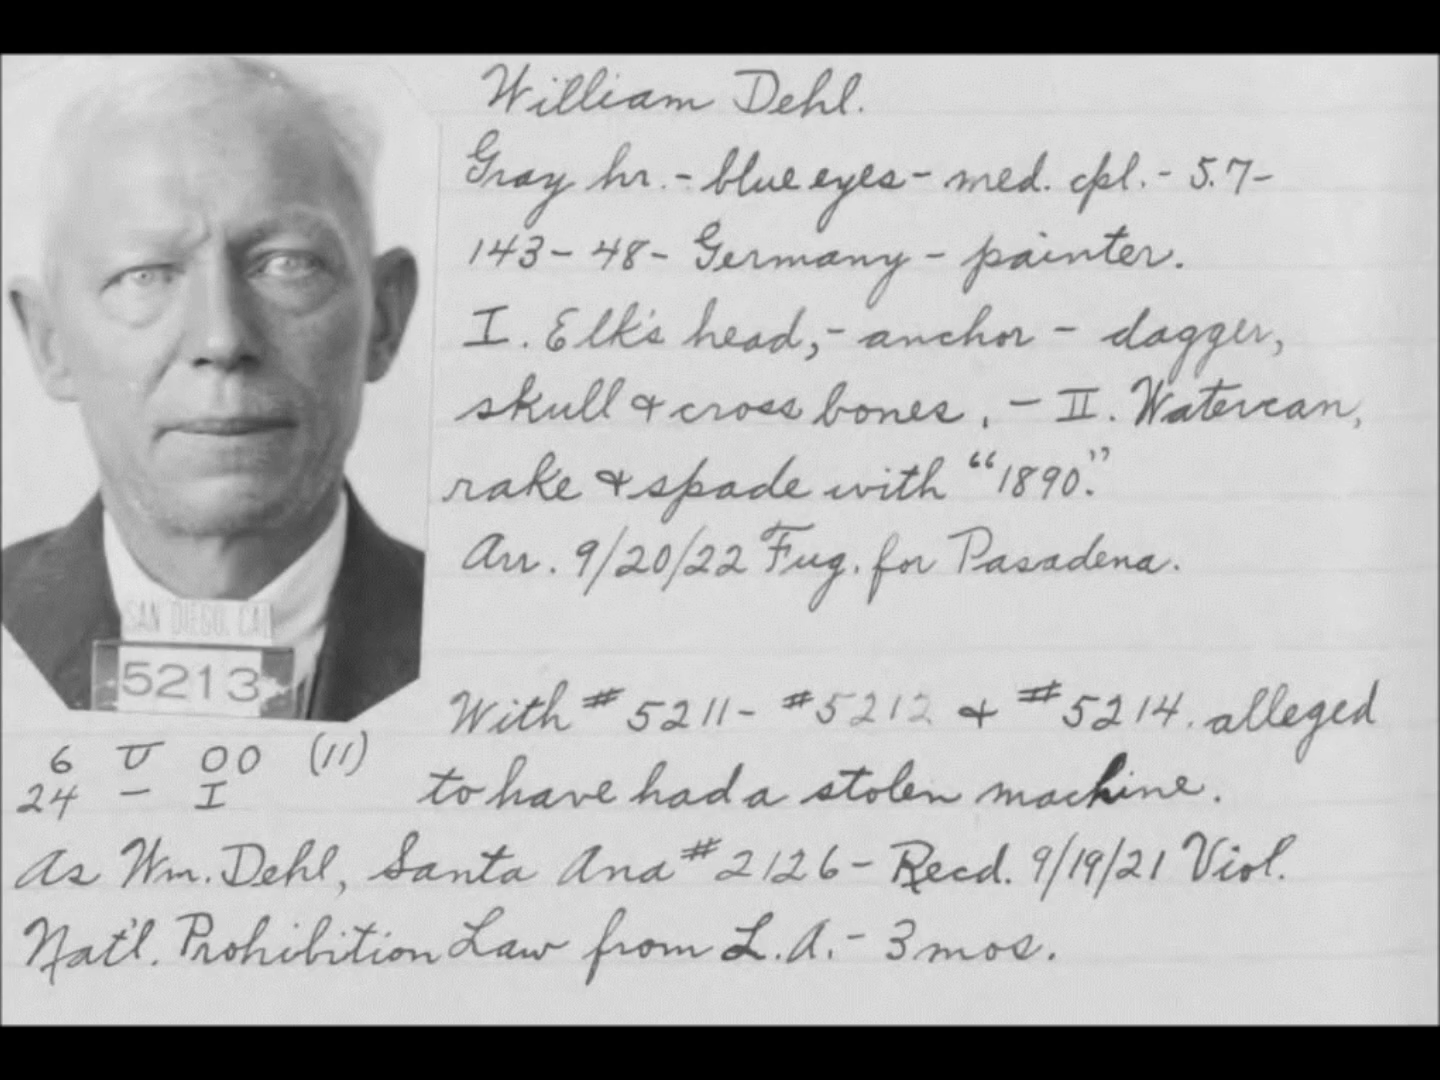 William Dehl.
Gray hr. - blue eyes - med. cpl. - 5.7 -
143 - 48 - Germany - painter.
I. Elk's head, - anchor - dagger,
skull & cross bones. - II. Watercan,
rake & spade with "1890."
Arr. 9/20/22 Fug. for Pasadena.
SAN DIEGO, CAL
5213
With # 5211 - # 5212 & # 5214. alleged
to have had a stolen machine.
6 U 00 (11)
24 - I
As Wm. Dehl, Santa Ana # 2126 - Recd. 9/19/21 Viol.
Nat'l. Prohibition Law from L.A. - 3 mos.